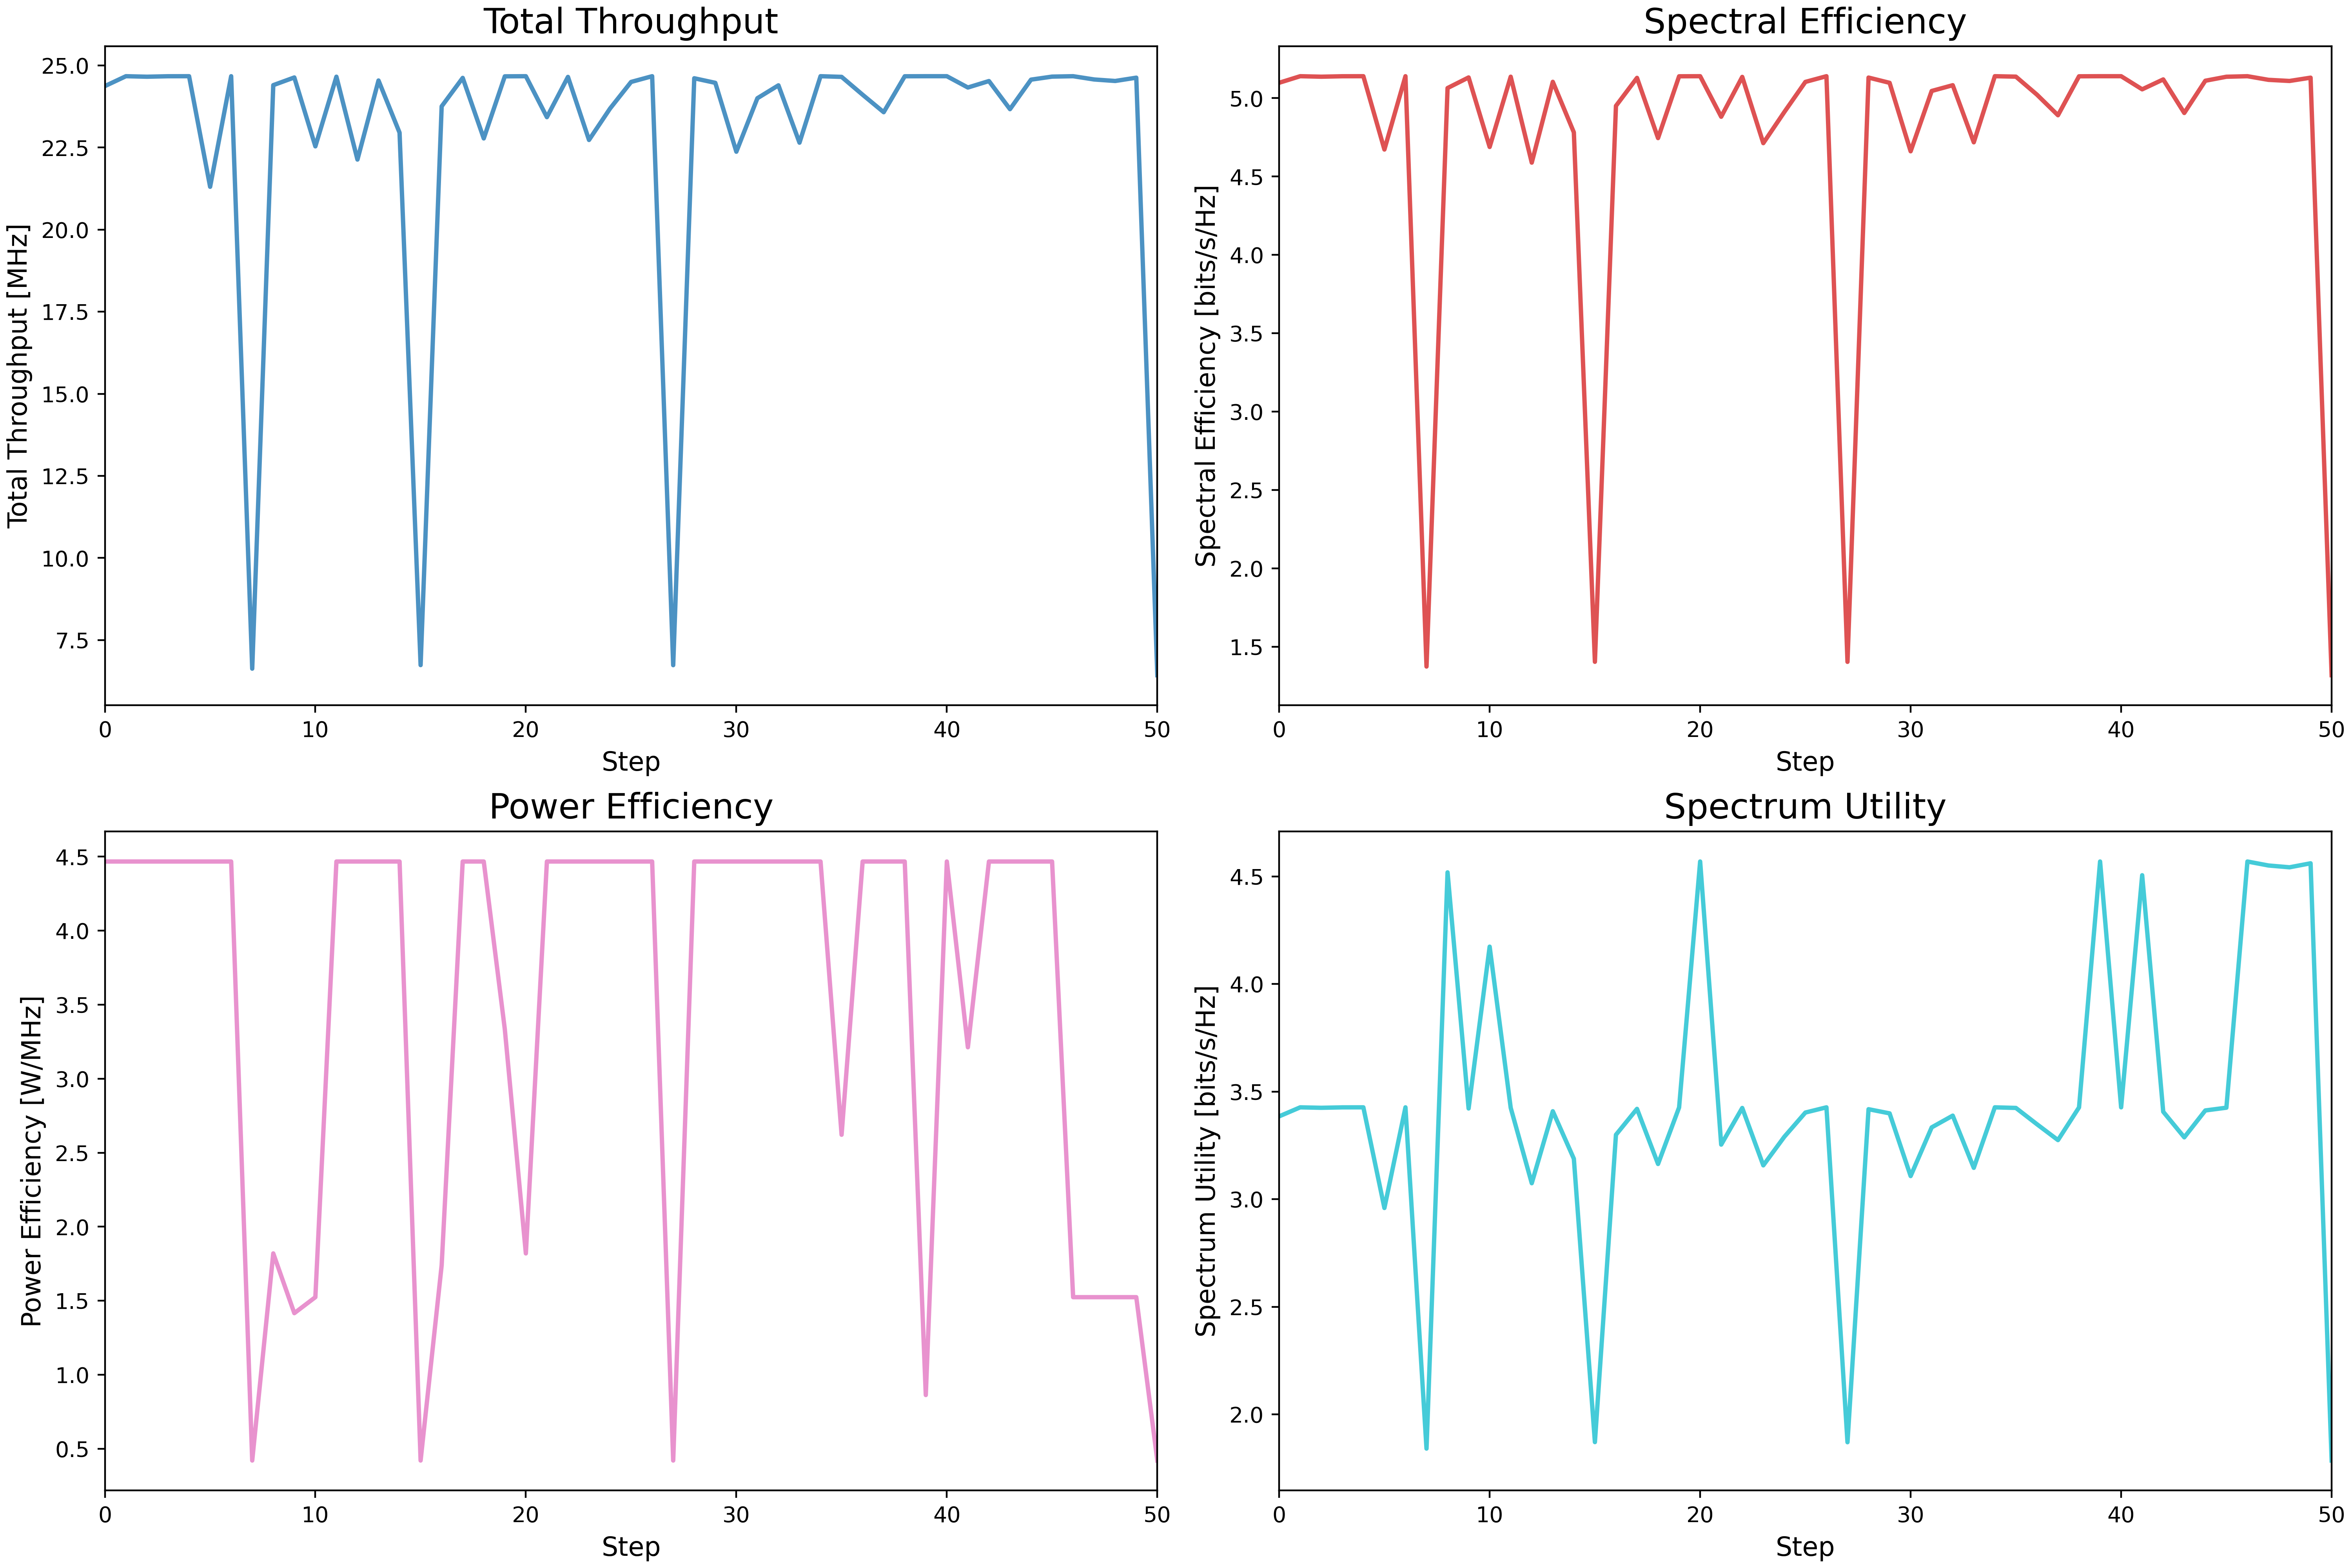 Total Throughput
Total Throughput [MHz]
25.0
22.5
20.0
17.5
15.0
12.5
10.0
7.5
0 10 20 30 40 50
Step
Spectral Efficiency
Spectral Efficiency [bits/s/Hz]
5.0
4.5
4.0
3.5
3.0
2.5
2.0
1.5
0 10 20 30 40 50
Step
Power Efficiency
Power Efficiency [W/MHz]
4.5
4.0
3.5
3.0
2.5
2.0
1.5
1.0
0.5
0 10 20 30 40 50
Step
Spectrum Utility
Spectrum Utility [bits/s/Hz]
4.5
4.0
3.5
3.0
2.5
2.0
0 10 20 30 40 50
Step